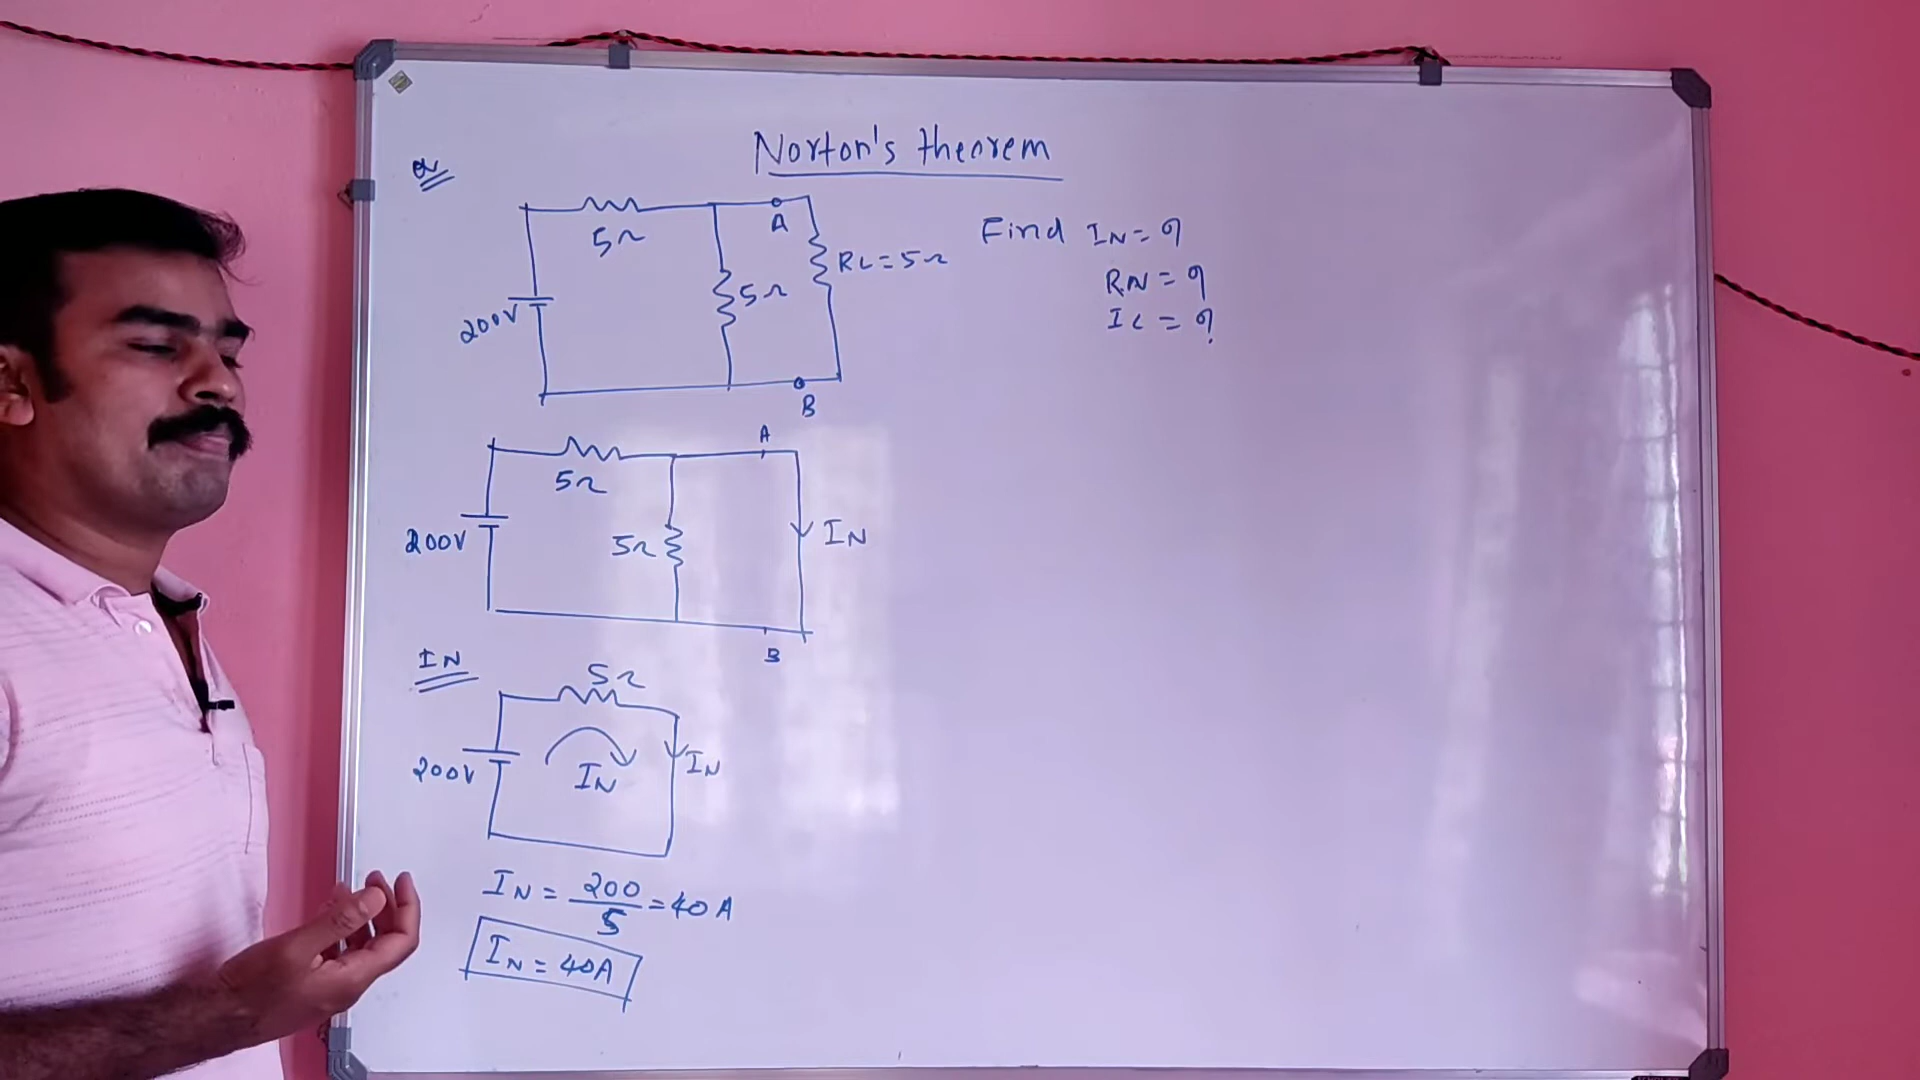 Norton's theorem
Q
5Ω
A
RL = 5Ω
5Ω
200V
B
Find IN = ?
RN = ?
IL = ?
A
5Ω
200V
5Ω
IN
B
IN
5Ω
200V
IN
IN
IN = 200/5 = 40 A
IN = 40A